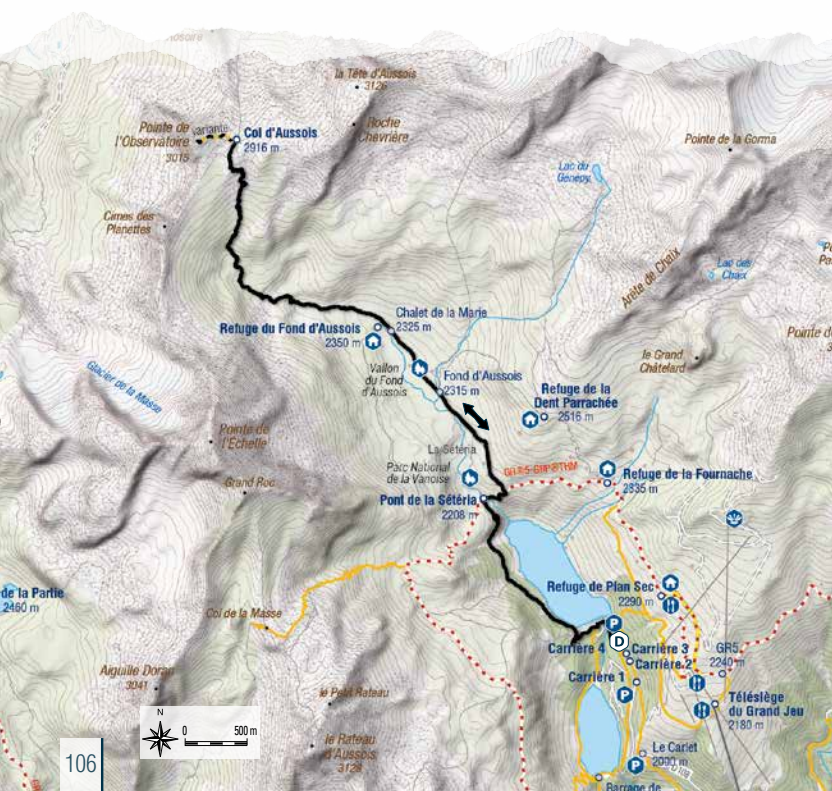 la Tête d'Aussois
3126
Roche
Chevrière
Pointe de
l'Observatoire
3015
variante
Col d'Aussois
2916 m
Pointe de la Gorma
Lac du
Génépy
Cimes des
Planettes
Arête de Chaix
Lac des
Chaix
Chalet de la Marie
2325 m
Refuge du Fond d'Aussois
2350 m
Vallon
du Fond
d'Aussois
Fond d'Aussois
2315 m
le Grand
Châtelard
Pointe d
Glacier de la Masse
Refuge de la
Dent Parrachée
2516 m
Pointe de
l'Échelle
La Sétéria
Parc National
de la Vanoise
Grand Roc
Refuge de la Fournache
2335 m
Pont de la Sétéria
2208 m
de la Partie
2460 m
Refuge de Plan Sec
2290 m
Col de la Masse
P
D
Carrière 4
Carrière 3
Carrière 2
GR5
2240 m
Carrière 1
P
Aiguille Doran
3041
le Petit Rateau
Télésiège
du Grand Jeu
2180 m
N
0 500 m
le Rateau
d'Aussois
Le Carlet
2090 m
P
Barrage de
106